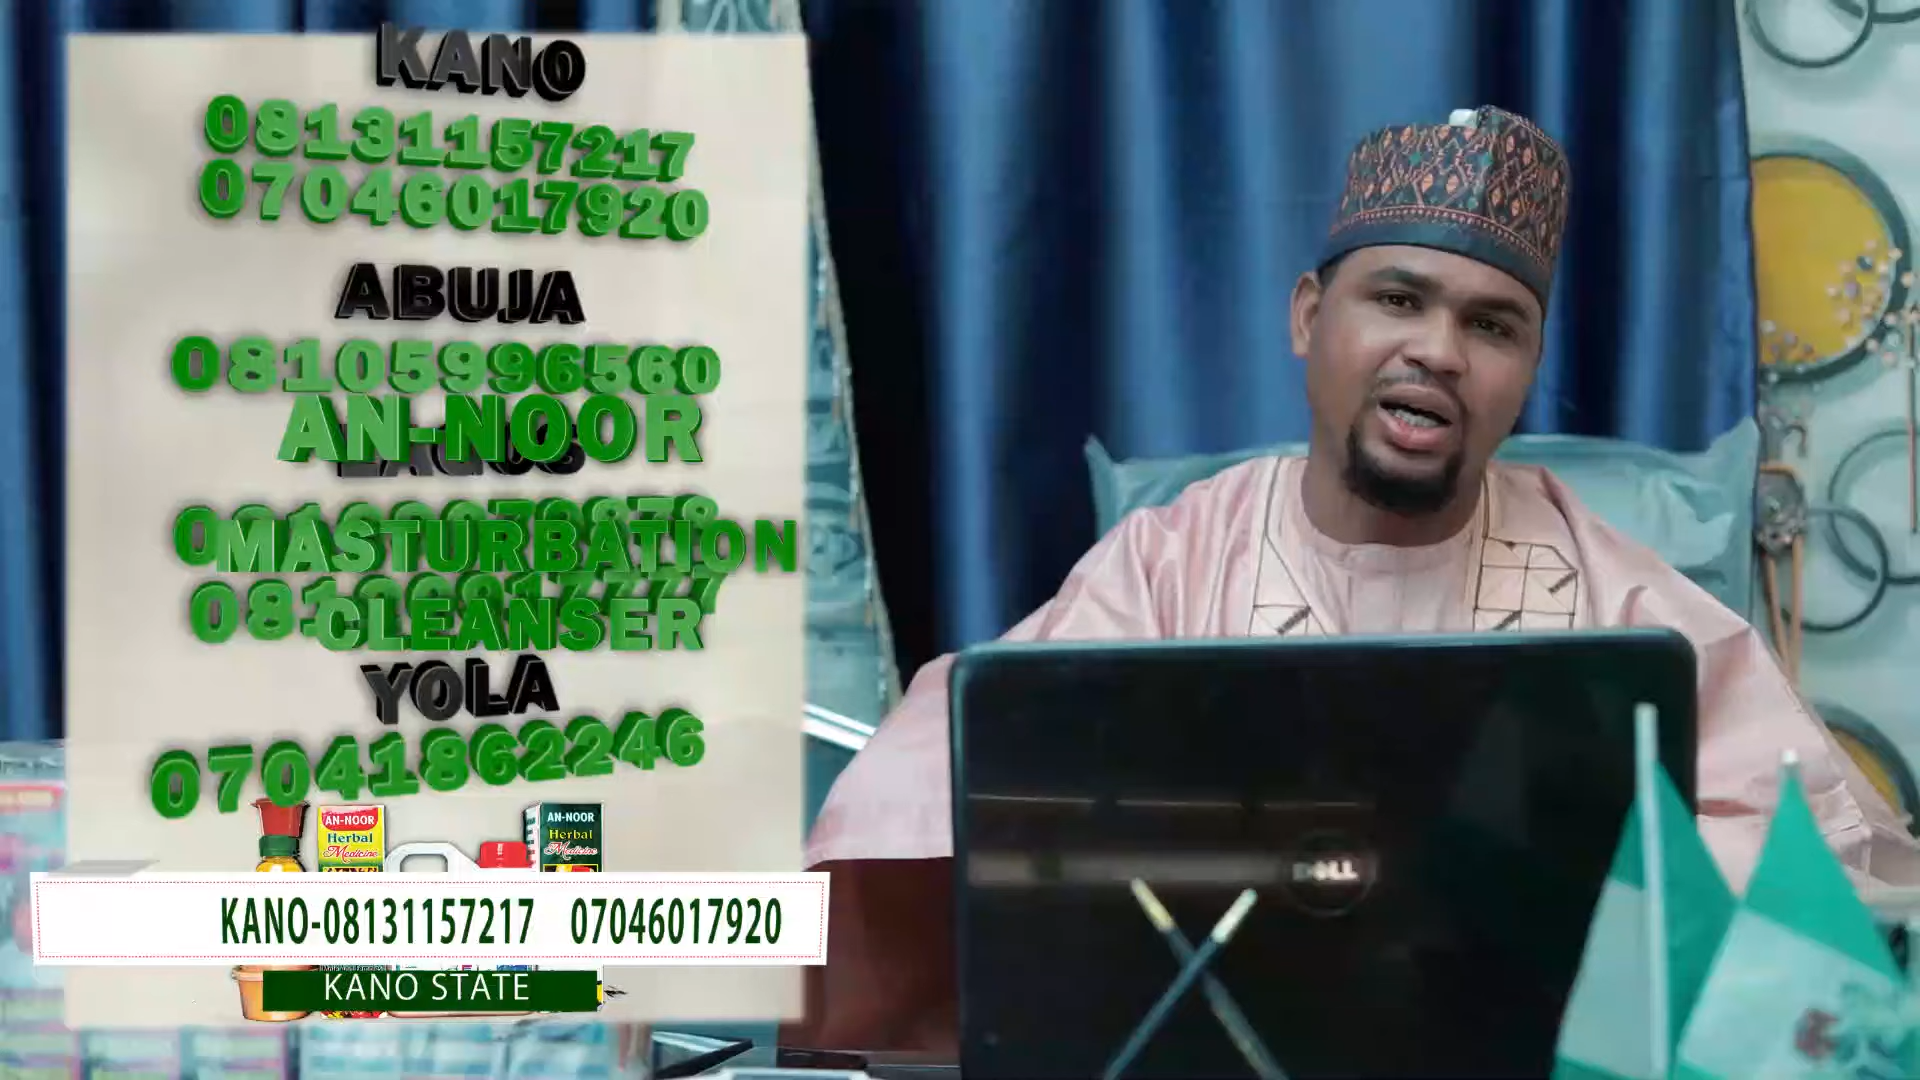 KANO
08131157217
07046017920
ABUJA
08105996560
AN-NOOR
LAGOS
MASTURBATION
CLEANSER
YOLA
07041862246
AN-NOOR
Herbal
Medicine
AN-NOOR
Herbal
Medicine
KANO-08131157217 07046017920
KANO STATE
DELL